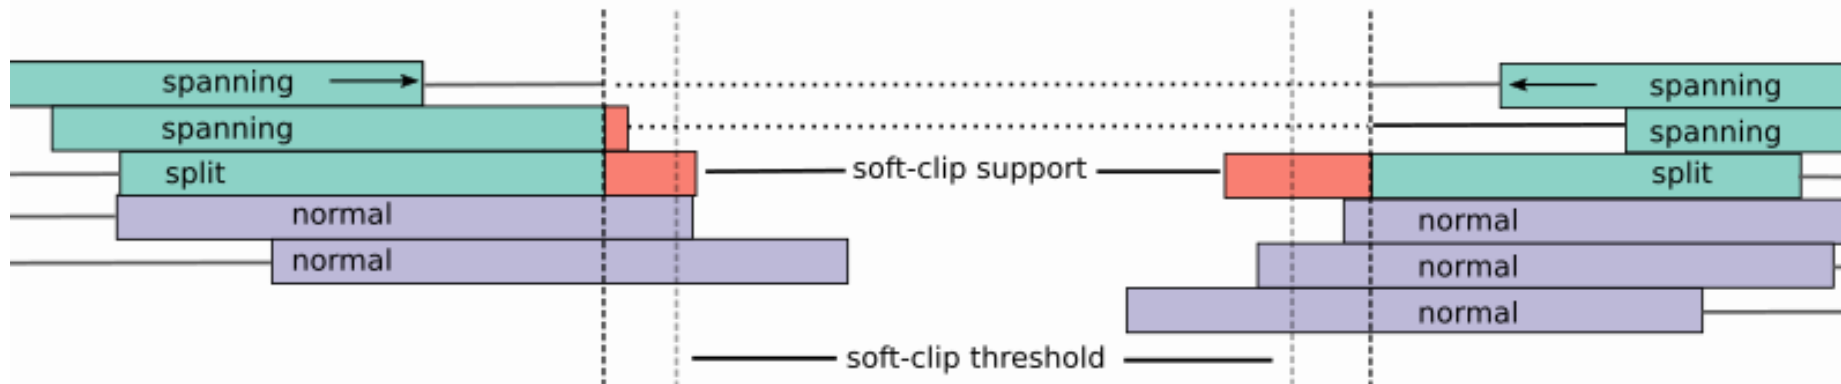 spanning spanning
spanning spanning
split soft-clip support split
normal normal
normal normal
normal
soft-clip threshold